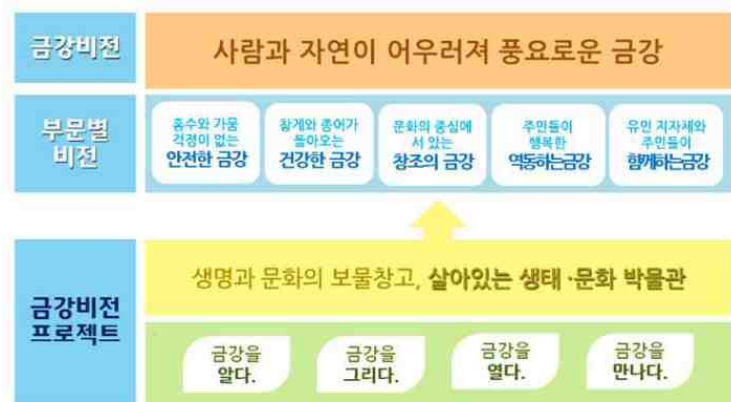 금강비전
사람과 자연이 어우러져 풍요로운 금강
부문별
비전
홍수와 가뭄
걱정이 없는
안전한 금강
참게와 종어가
돌아오는
건강한 금강
문화의 중심에
서 있는
창조의 금강
주민들이
행복한
역동하는금강
유민 지자체와
주민들이
함께하는금강
금강비전
프로젝트
생명과 문화의 보물창고, 살아있는 생태·문화 박물관
금강을
알다.
금강을
그리다.
금강을
열다.
금강을
만나다.